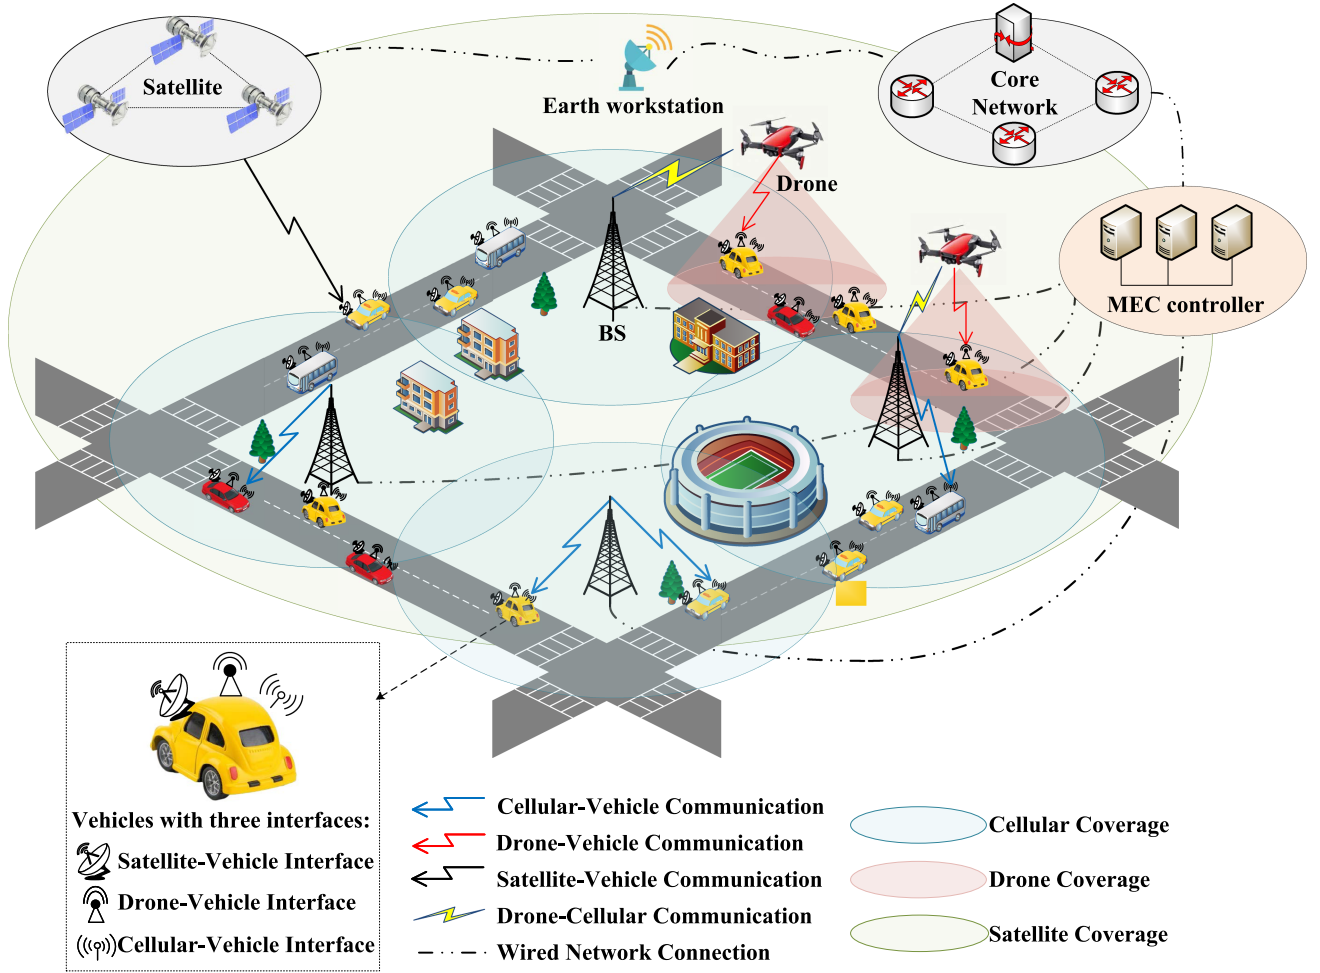 Satellite
Earth workstation
Core
Network
Drone
BS
MEC controller
Vehicles with three interfaces:
Satellite-Vehicle Interface
Drone-Vehicle Interface
Cellular-Vehicle Interface
Cellular-Vehicle Communication
Drone-Vehicle Communication
Satellite-Vehicle Communication
Drone-Cellular Communication
Wired Network Connection
Cellular Coverage
Drone Coverage
Satellite Coverage